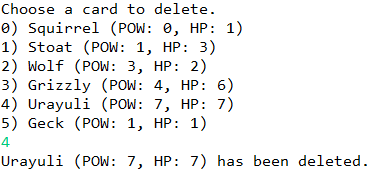 Choose a card to delete.
0) Squirrel (POW: 0, HP: 1)
1) Stoat (POW: 1, HP: 3)
2) Wolf (POW: 3, HP: 2)
3) Grizzly (POW: 4, HP: 6)
4) Urayuli (POW: 7, HP: 7)
5) Geck (POW: 1, HP: 1)
4
Urayuli (POW: 7, HP: 7) has been deleted.